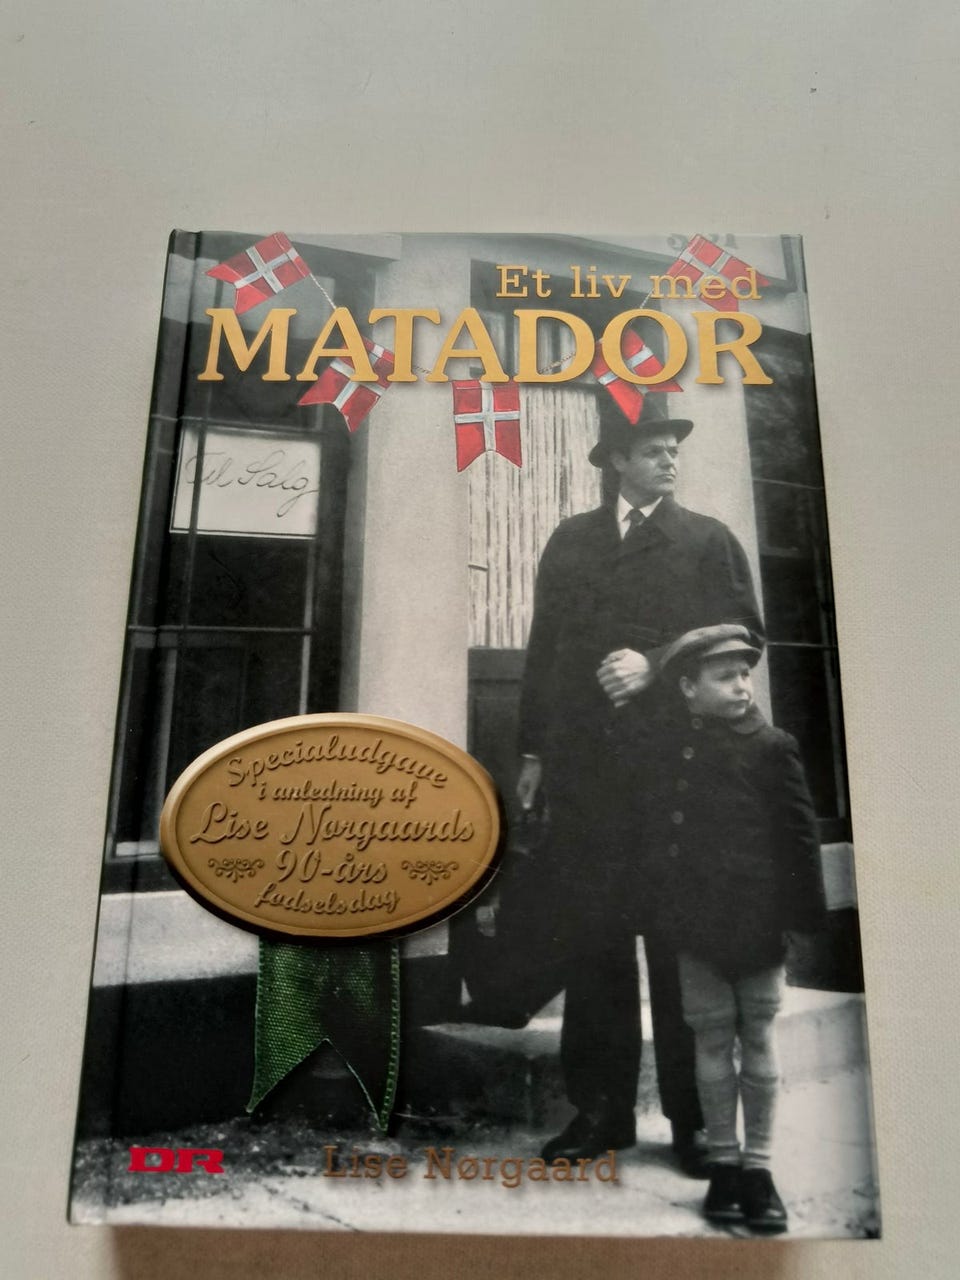 Et liv med
MATADOR
Til Salg
Specialudgave
i anledning af
Lise Nørgaards
90-års
fødselsdag
DR
Lise Nørgaard